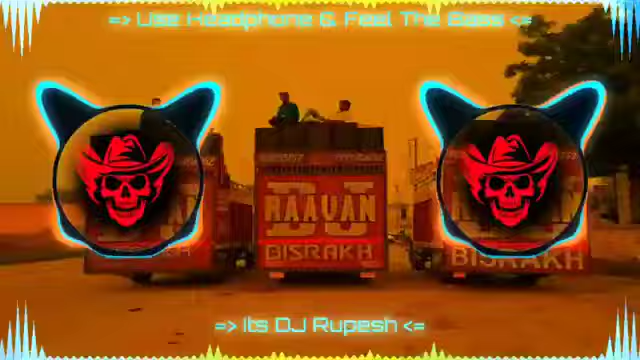 => Use Headphone & Feel The Bass <=
DJ
RAAVAN
BISRAKH
BISRAKH
=> Its DJ Rupesh <=